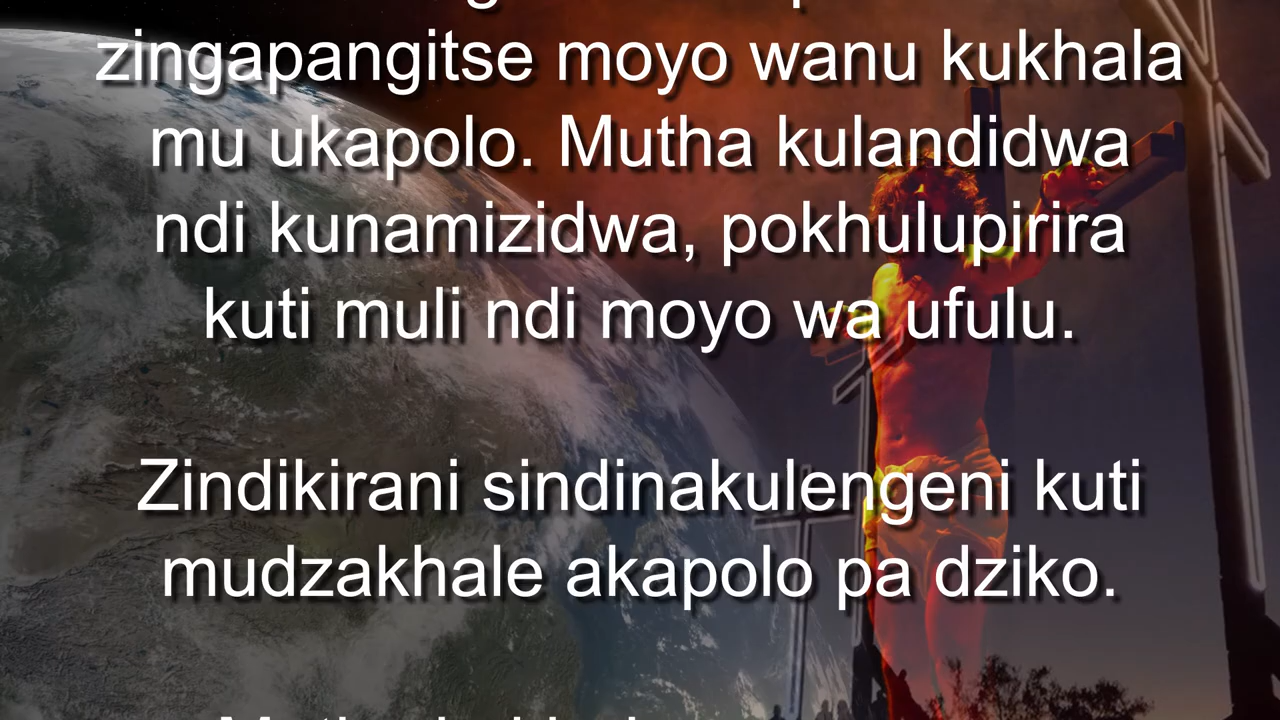 zingapangitse moyo wanu kukhala
mu ukapolo. Mutha kulandidwa
ndi kunamizidwa, pokhulupirira
kuti muli ndi moyo wa ufulu.
Zindikirani sindinakulengeni kuti
mudzakhale akapolo pa dziko.